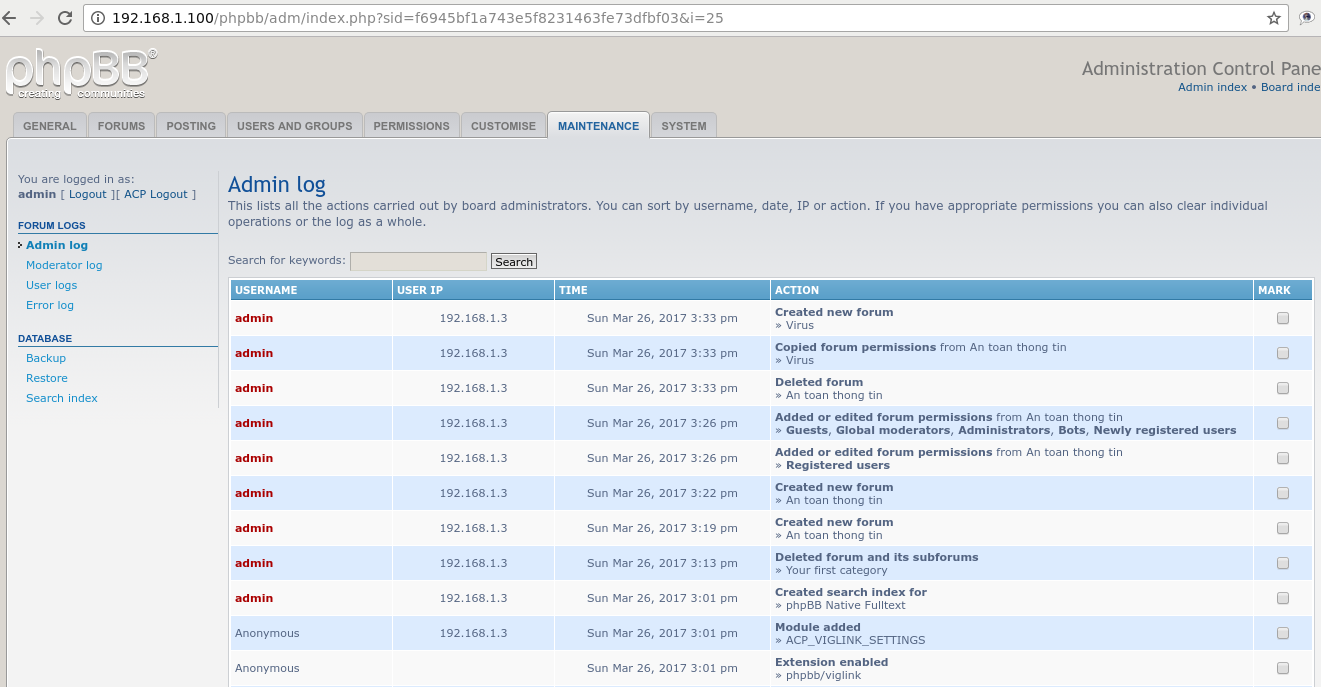 192.168.1.100/phpbb/adm/index.php?sid=f6945bf1a743e5f8231463fe73dfbf03&i=25
phpBB®
creating communities
Administration Control Pane
Admin index • Board inde
GENERAL FORUMS POSTING USERS AND GROUPS PERMISSIONS CUSTOMISE MAINTENANCE SYSTEM
You are logged in as:
admin [ Logout ][ ACP Logout ]
FORUM LOGS
Admin log
Moderator log
User logs
Error log
DATABASE
Backup
Restore
Search index
Admin log
This lists all the actions carried out by board administrators. You can sort by username, date, IP or action. If you have appropriate permissions you can also clear individual
operations or the log as a whole.
Search for keywords: Search
USERNAME USER IP TIME ACTION MARK
admin 192.168.1.3 Sun Mar 26, 2017 3:33 pm Created new forum
» Virus
admin 192.168.1.3 Sun Mar 26, 2017 3:33 pm Copied forum permissions from An toan thong tin
» Virus
admin 192.168.1.3 Sun Mar 26, 2017 3:33 pm Deleted forum
» An toan thong tin
admin 192.168.1.3 Sun Mar 26, 2017 3:26 pm Added or edited forum permissions from An toan thong tin
» Guests, Global moderators, Administrators, Bots, Newly registered users
admin 192.168.1.3 Sun Mar 26, 2017 3:26 pm Added or edited forum permissions from An toan thong tin
» Registered users
admin 192.168.1.3 Sun Mar 26, 2017 3:22 pm Created new forum
» An toan thong tin
admin 192.168.1.3 Sun Mar 26, 2017 3:19 pm Created new forum
» An toan thong tin
admin 192.168.1.3 Sun Mar 26, 2017 3:13 pm Deleted forum and its subforums
» Your first category
admin 192.168.1.3 Sun Mar 26, 2017 3:01 pm Created search index for
» phpBB Native Fulltext
Anonymous 192.168.1.3 Sun Mar 26, 2017 3:01 pm Module added
» ACP_VIGLINK_SETTINGS
Anonymous Sun Mar 26, 2017 3:01 pm Extension enabled
» phpbb/viglink